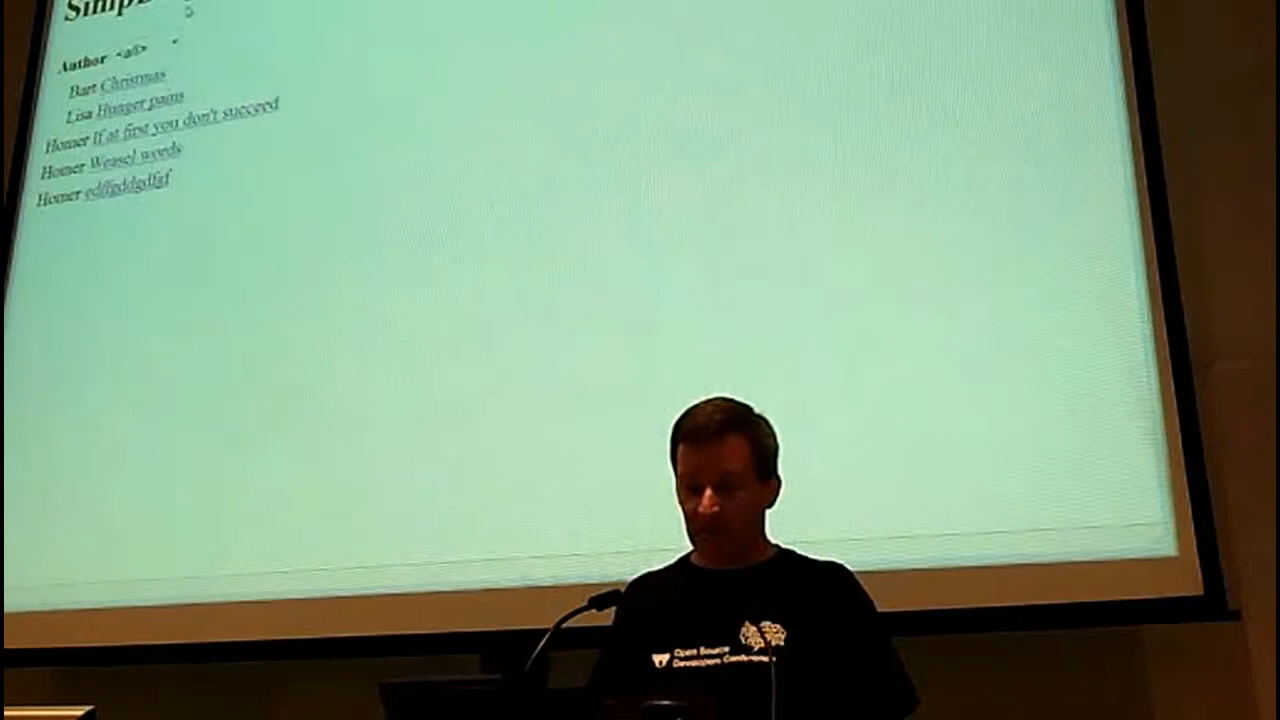 Author <all>
Bart Christmas
Lisa Hunger pains
Homer If at first you don't succeed
Homer Weasel words
Homer edffgddgdfgf
Open Source
Developers Conference